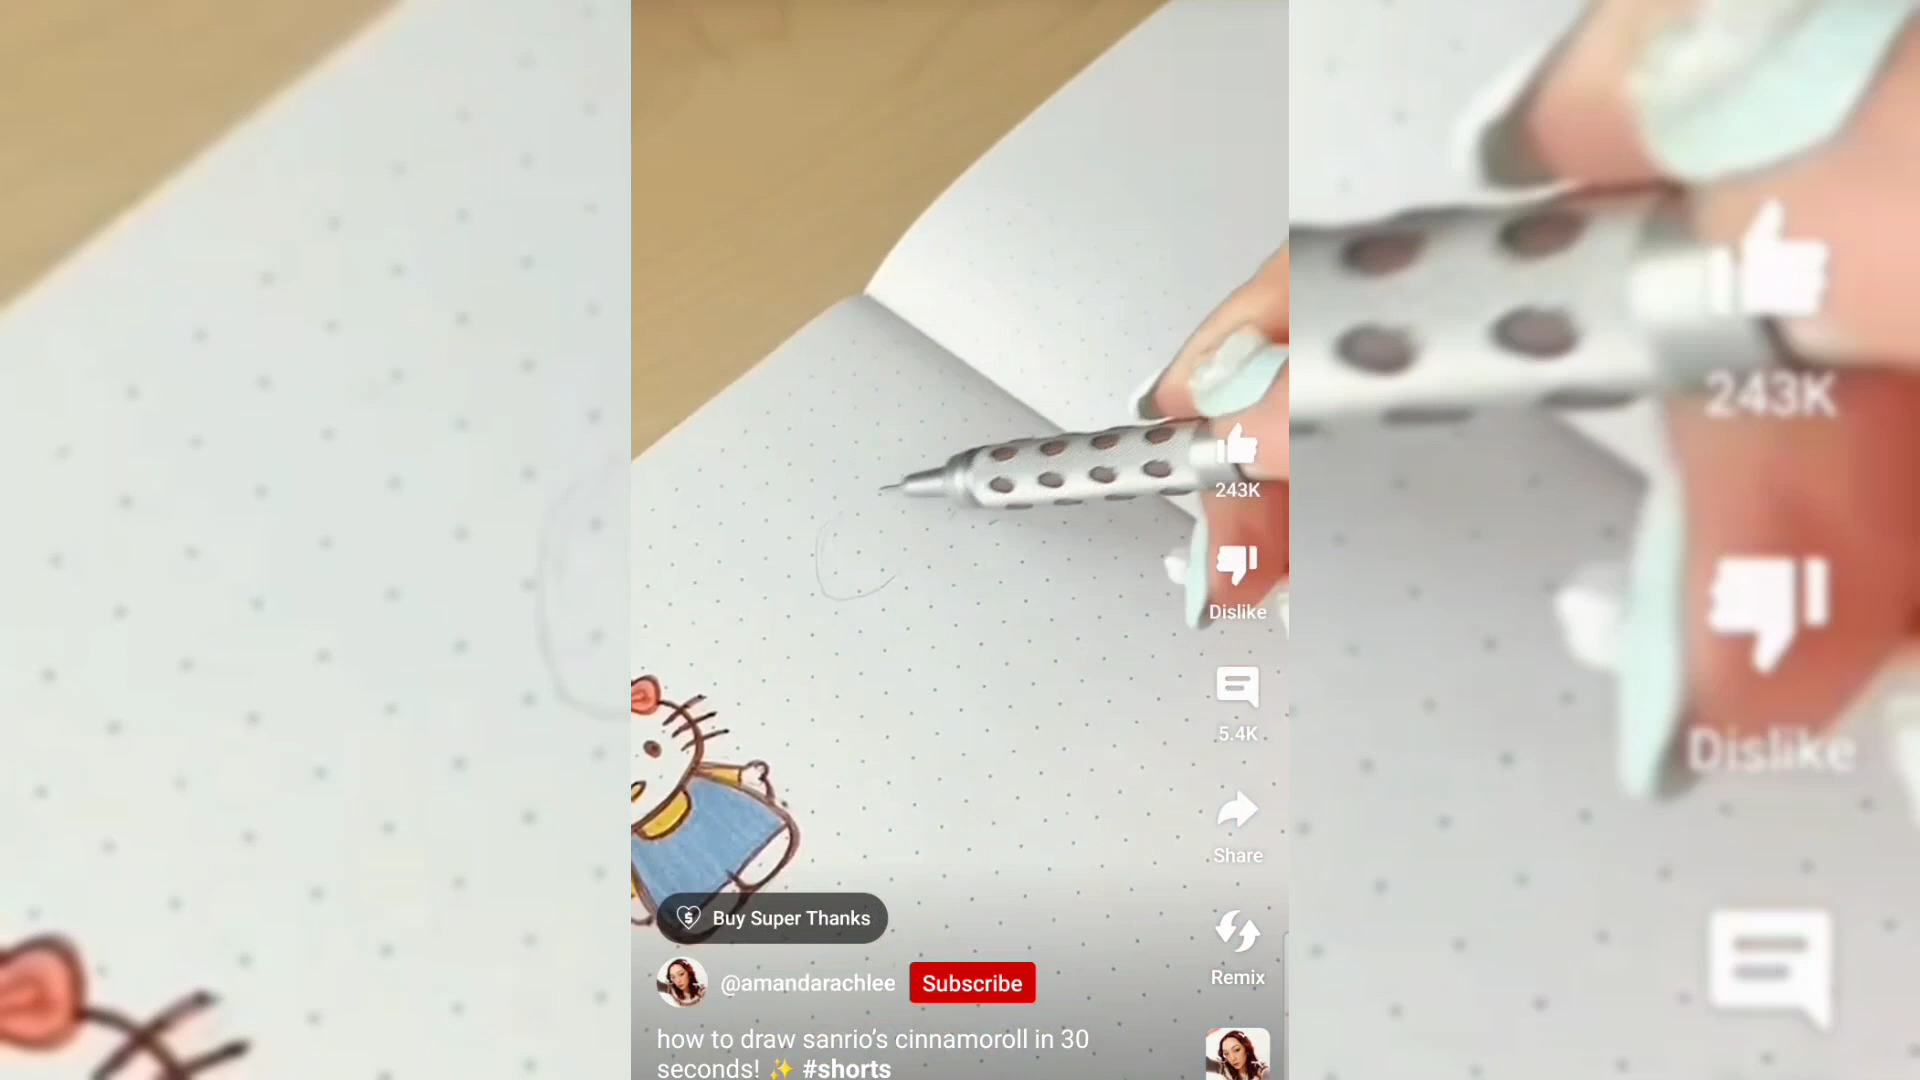 243K
Dislike
5.4K
Share
Buy Super Thanks
Remix
@amandarachlee
Subscribe
how to draw sanrio’s cinnamoroll in 30
seconds! ✨ #shorts
243K
Dislike